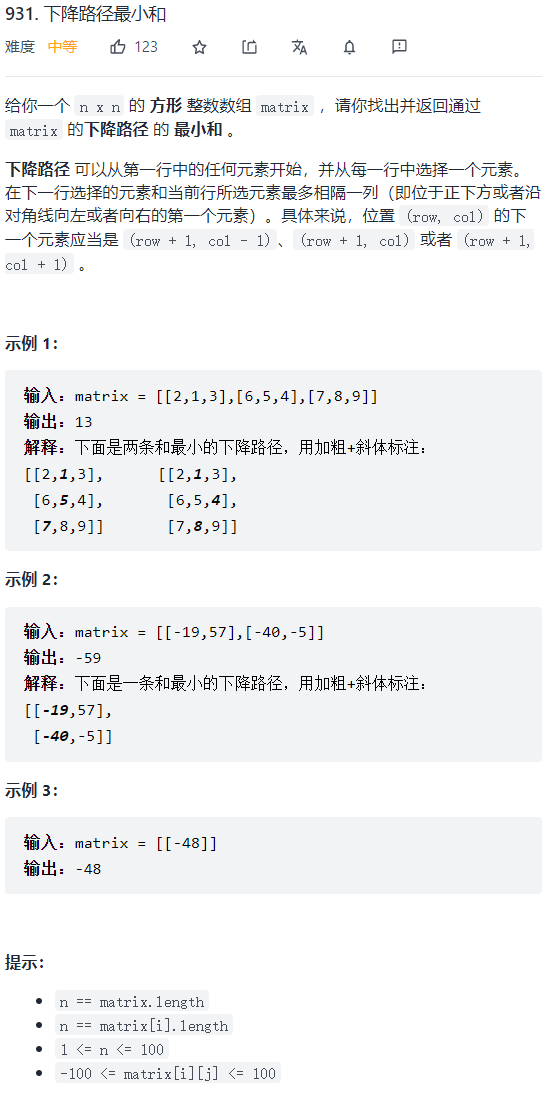 931. 下降路径最小和
难度 中等 123
给你一个 n x n 的 方形 整数数组 matrix ，请你找出并返回通过
matrix 的下降路径 的 最小和 。
下降路径 可以从第一行中的任何元素开始，并从每一行中选择一个元素。
在下一行选择的元素和当前行所选元素最多相隔一列（即位于正下方或者沿
对角线向左或者向右的第一个元素）。具体来说，位置 (row, col) 的下
一个元素应当是 (row + 1, col - 1)、(row + 1, col) 或者 (row + 1,
col + 1) 。
示例 1：
输入：matrix = [[2,1,3],[6,5,4],[7,8,9]]
输出：13
解释：下面是两条和最小的下降路径，用加粗+斜体标注：
[[2,1,3],      [[2,1,3],
 [6,5,4],       [6,5,4],
 [7,8,9]]       [7,8,9]]
示例 2：
输入：matrix = [[-19,57],[-40,-5]]
输出：-59
解释：下面是一条和最小的下降路径，用加粗+斜体标注：
[[-19,57],
 [-40,-5]]
示例 3：
输入：matrix = [[-48]]
输出：-48
提示：
n == matrix.length
n == matrix[i].length
1 <= n <= 100
-100 <= matrix[i][j] <= 100